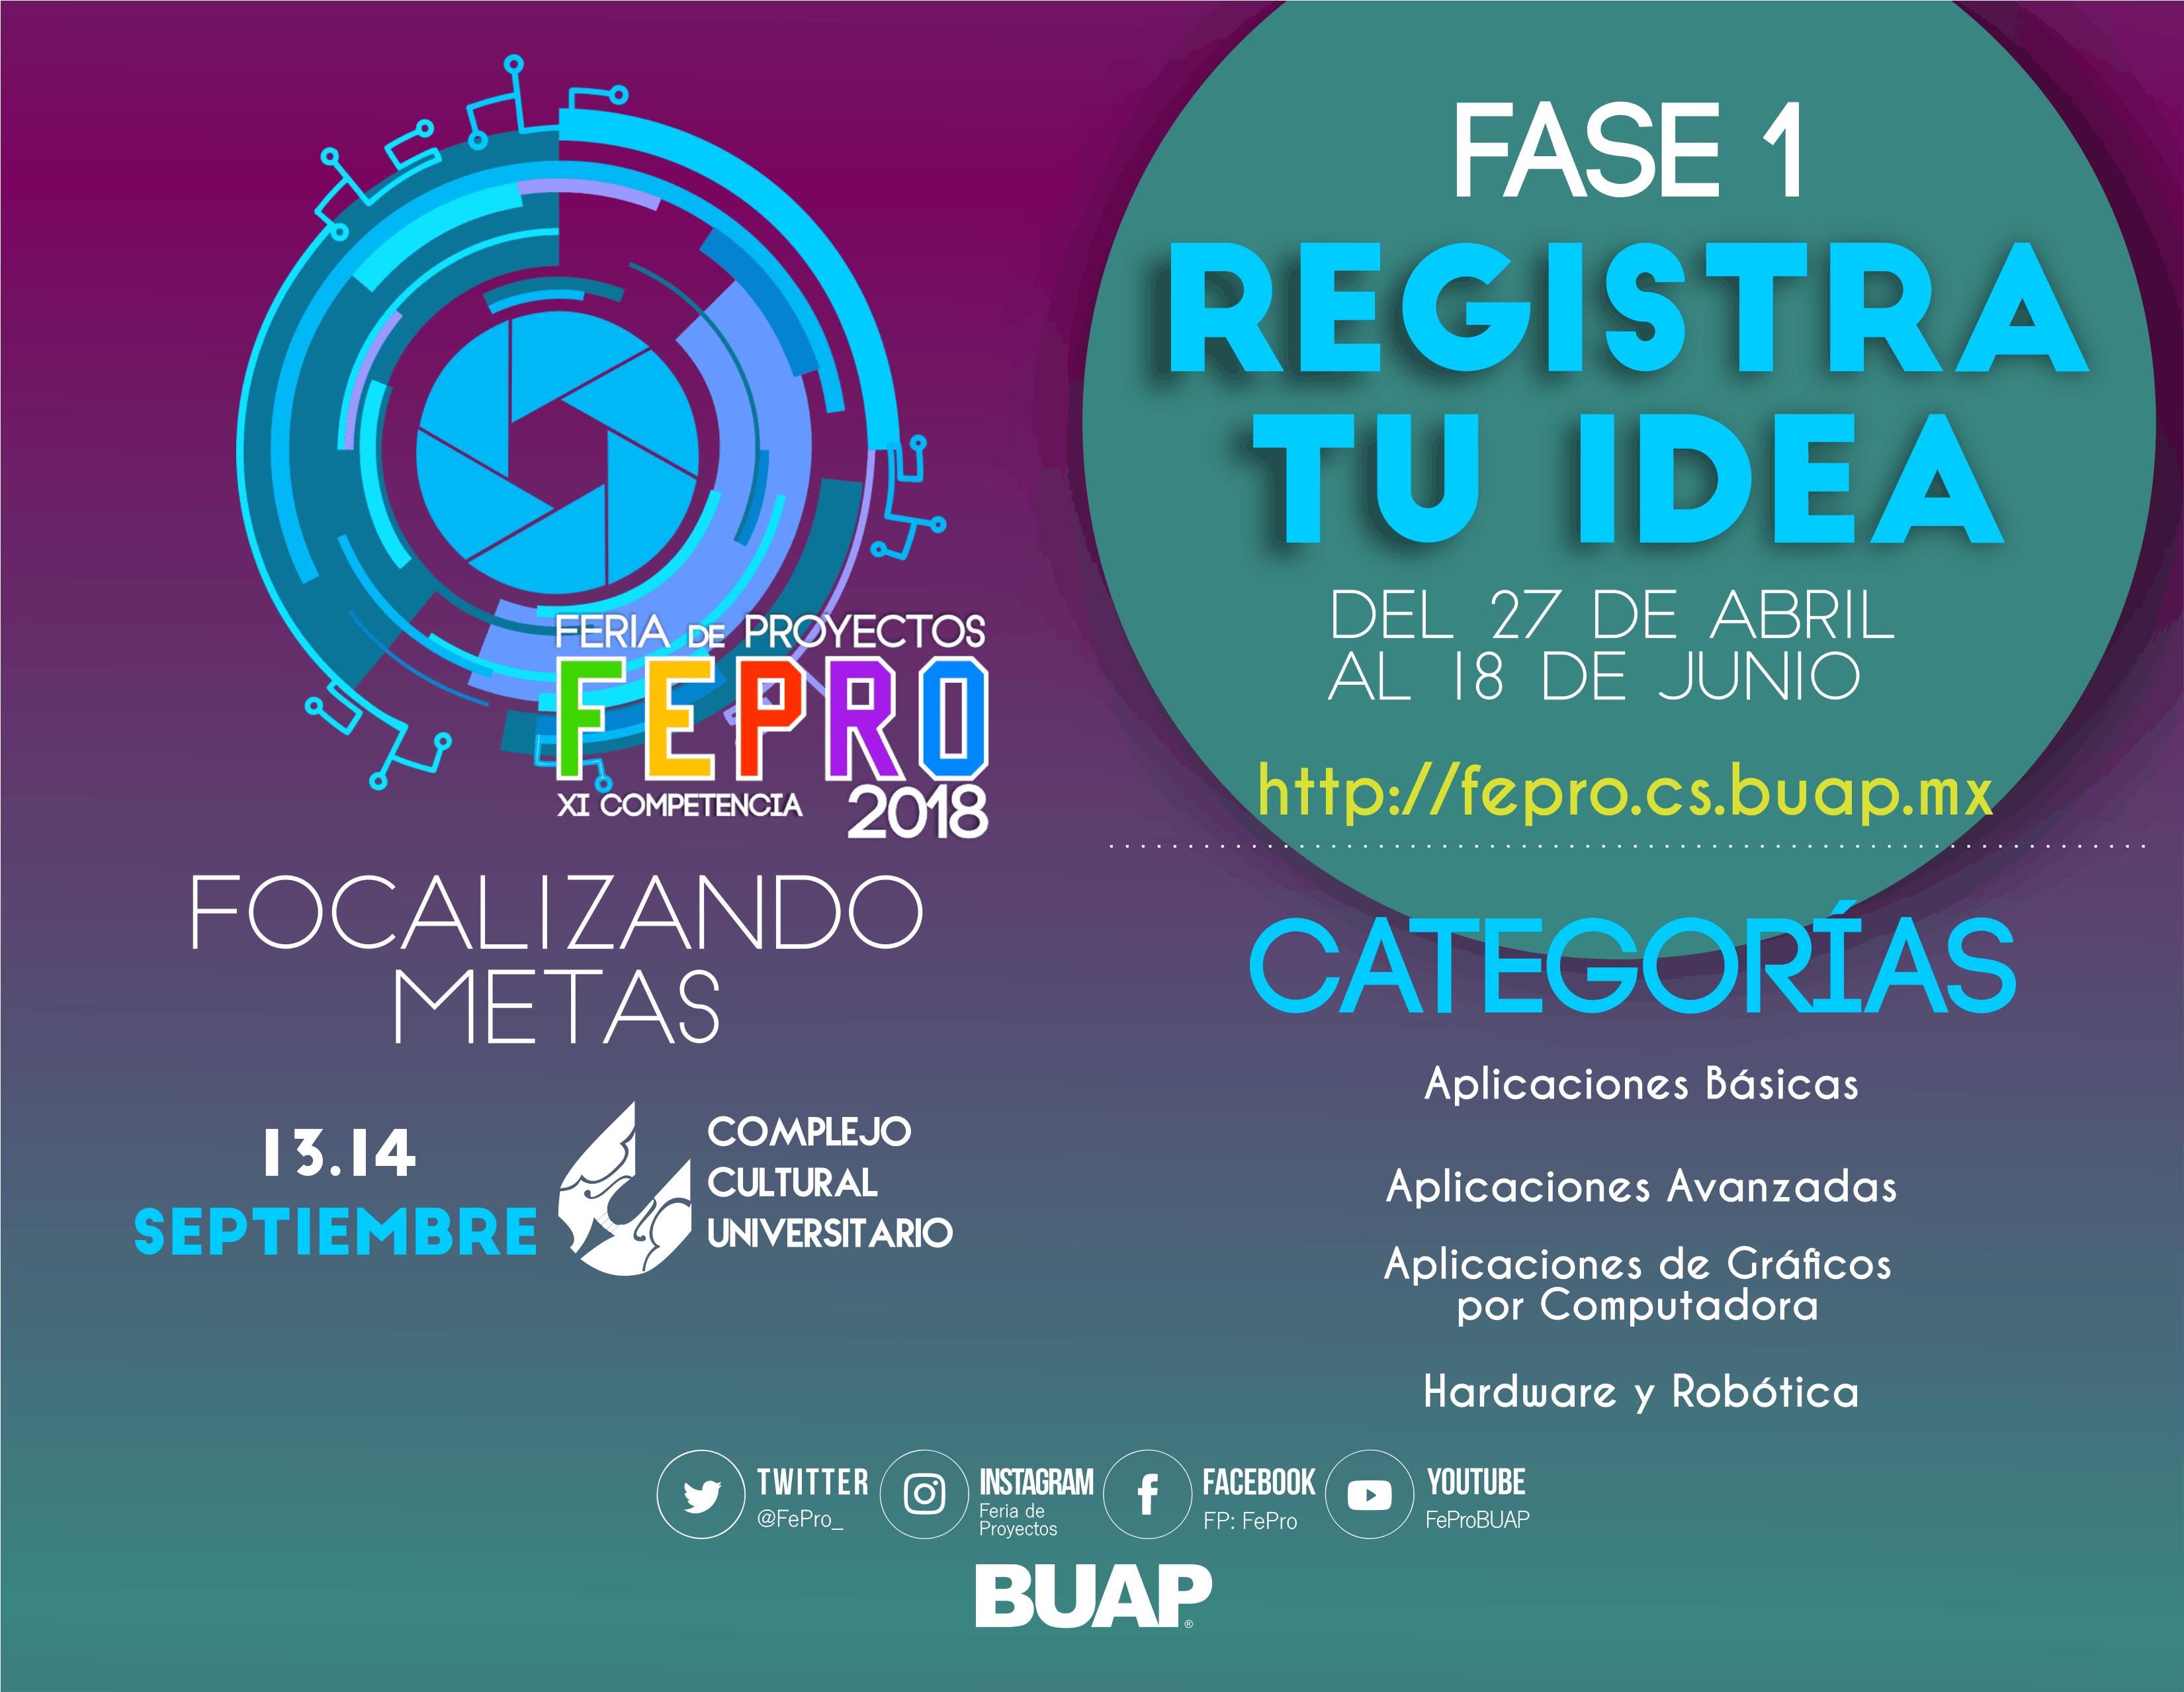 FERIA DE PROYECTOS
FEPRO
XI COMPETENCIA 2018
FOCALIZANDO
METAS
13.14
SEPTIEMBRE
COMPLEJO
CULTURAL
UNIVERSITARIO
FASE 1
REGISTRA
TU IDEA
DEL 27 DE ABRIL
AL 18 DE JUNIO
http://fepro.cs.buap.mx
CATEGORÍAS
Aplicaciones Básicas
Aplicaciones Avanzadas
Aplicaciones de Gráficos
por Computadora
Hardware y Robótica
TWITTER
@FePro_
INSTAGRAM
Feria de
Proyectos
FACEBOOK
FP: FePro
YOUTUBE
FeProBUAP
BUAP®